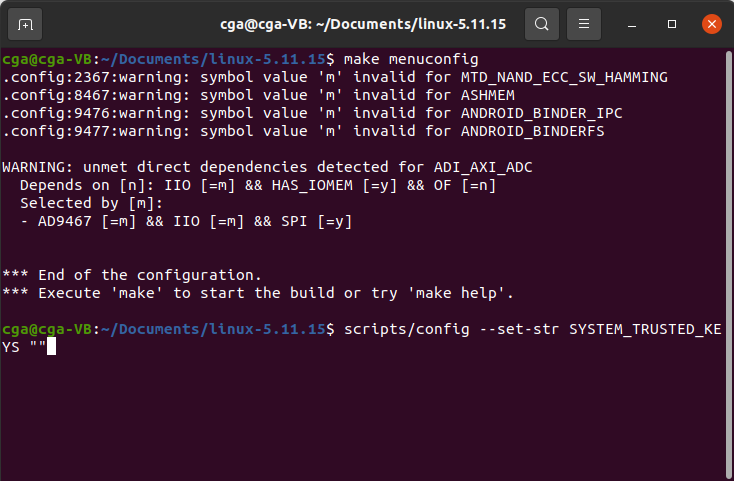 cga@cga-VB: ~/Documents/linux-5.11.15
cga@cga-VB:~/Documents/linux-5.11.15$ make menuconfig
.config:2367:warning: symbol value 'm' invalid for MTD_NAND_ECC_SW_HAMMING
.config:8467:warning: symbol value 'm' invalid for ASHMEM
.config:9476:warning: symbol value 'm' invalid for ANDROID_BINDER_IPC
.config:9477:warning: symbol value 'm' invalid for ANDROID_BINDERFS
WARNING: unmet direct dependencies detected for ADI_AXI_ADC
  Depends on [n]: IIO [=m] && HAS_IOMEM [=y] && OF [=n]
  Selected by [m]:
  - AD9467 [=m] && IIO [=m] && SPI [=y]
*** End of the configuration.
*** Execute 'make' to start the build or try 'make help'.
cga@cga-VB:~/Documents/linux-5.11.15$ scripts/config --set-str SYSTEM_TRUSTED_KE
YS ""